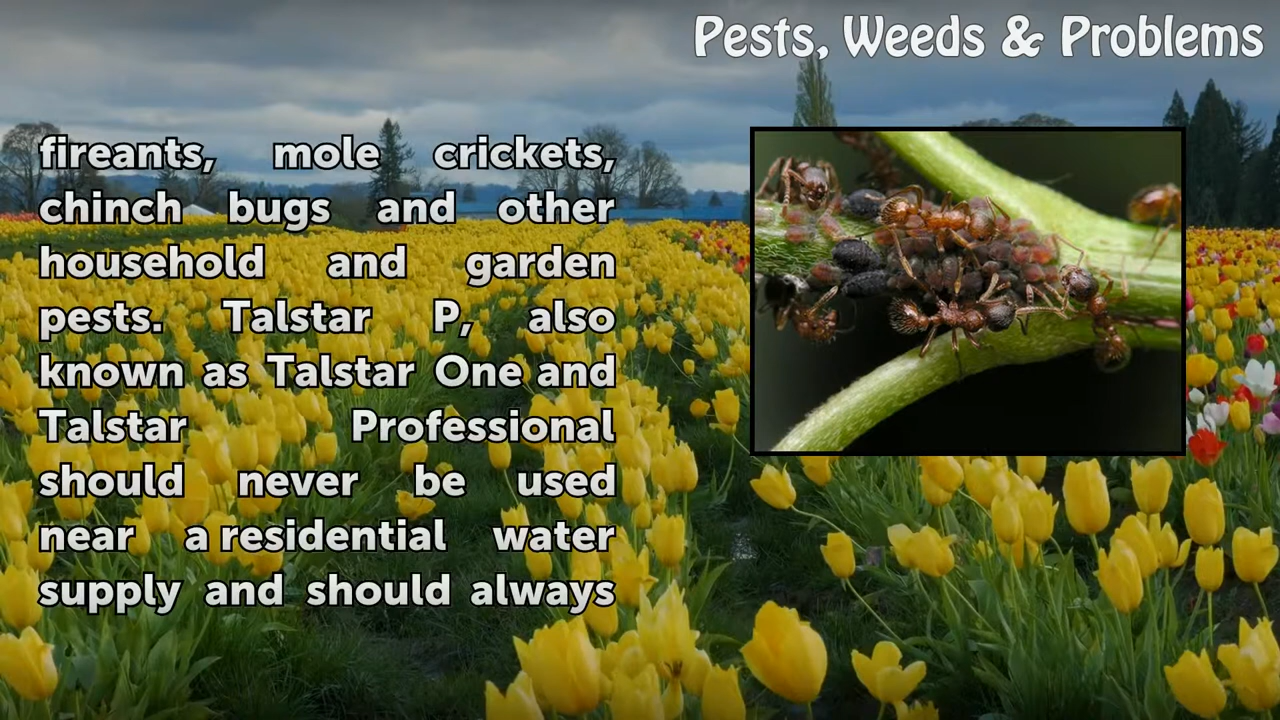 Pests, Weeds & Problems
fireants, mole crickets,
chinch bugs and other
household and garden
pests. Talstar P, also
known as Talstar One and
Talstar Professional
should never be used
near a residential water
supply and should always